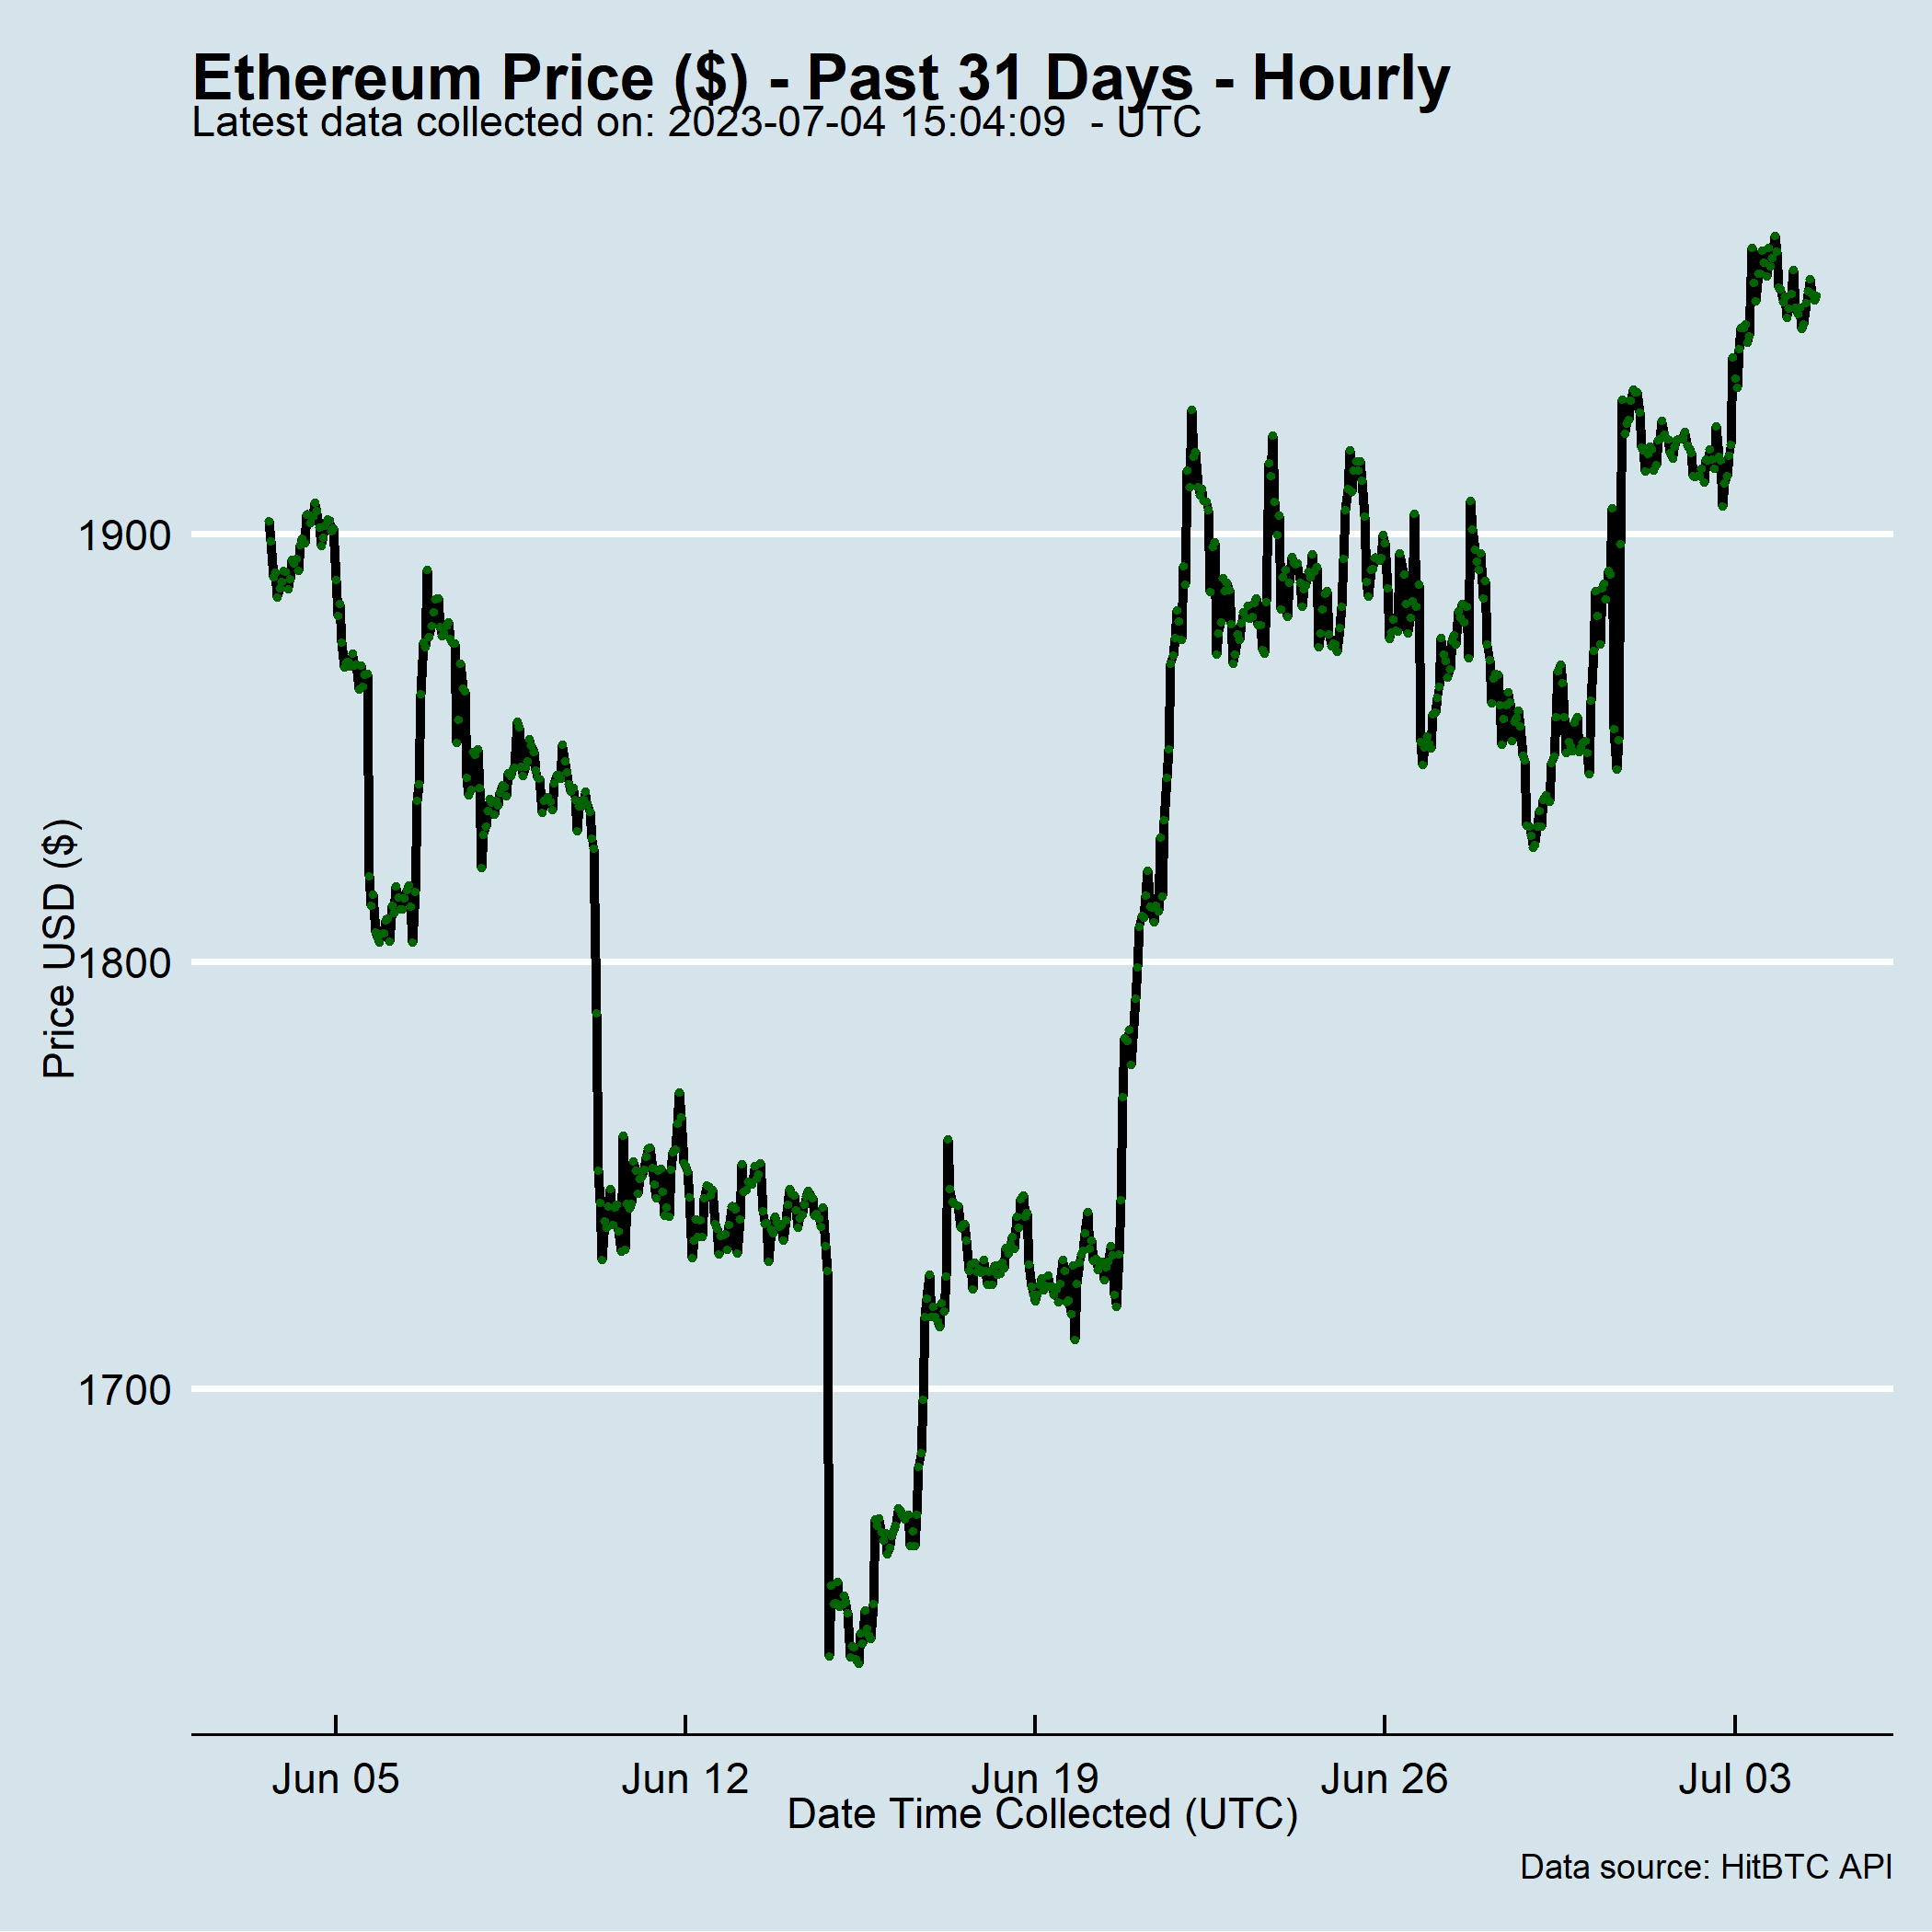 Ethereum Price ($) - Past 31 Days - Hourly
Latest data collected on: 2023-07-04 15:04:09  - UTC
Price USD ($)
1900
1800
1700
Jun 05 Jun 12 Jun 19 Jun 26 Jul 03
Date Time Collected (UTC)
Data source: HitBTC API